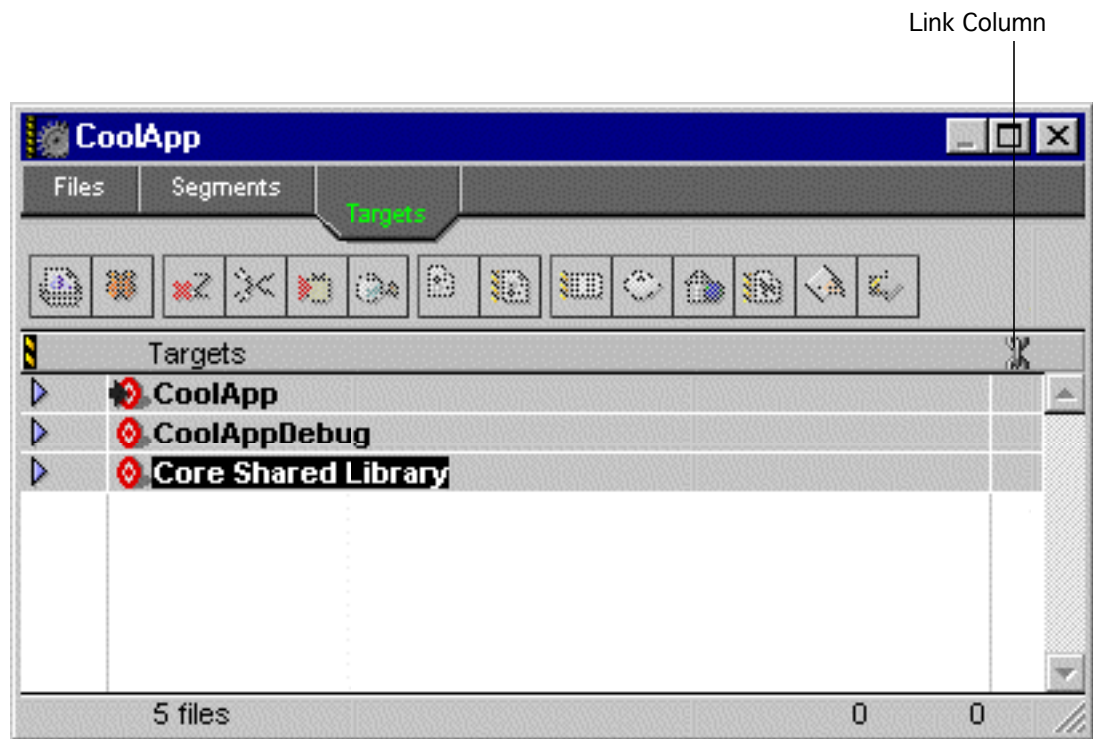 Link Column
CoolApp
Files Segments Targets
Targets
CoolApp
CoolAppDebug
Core Shared Library
5 files 0 0